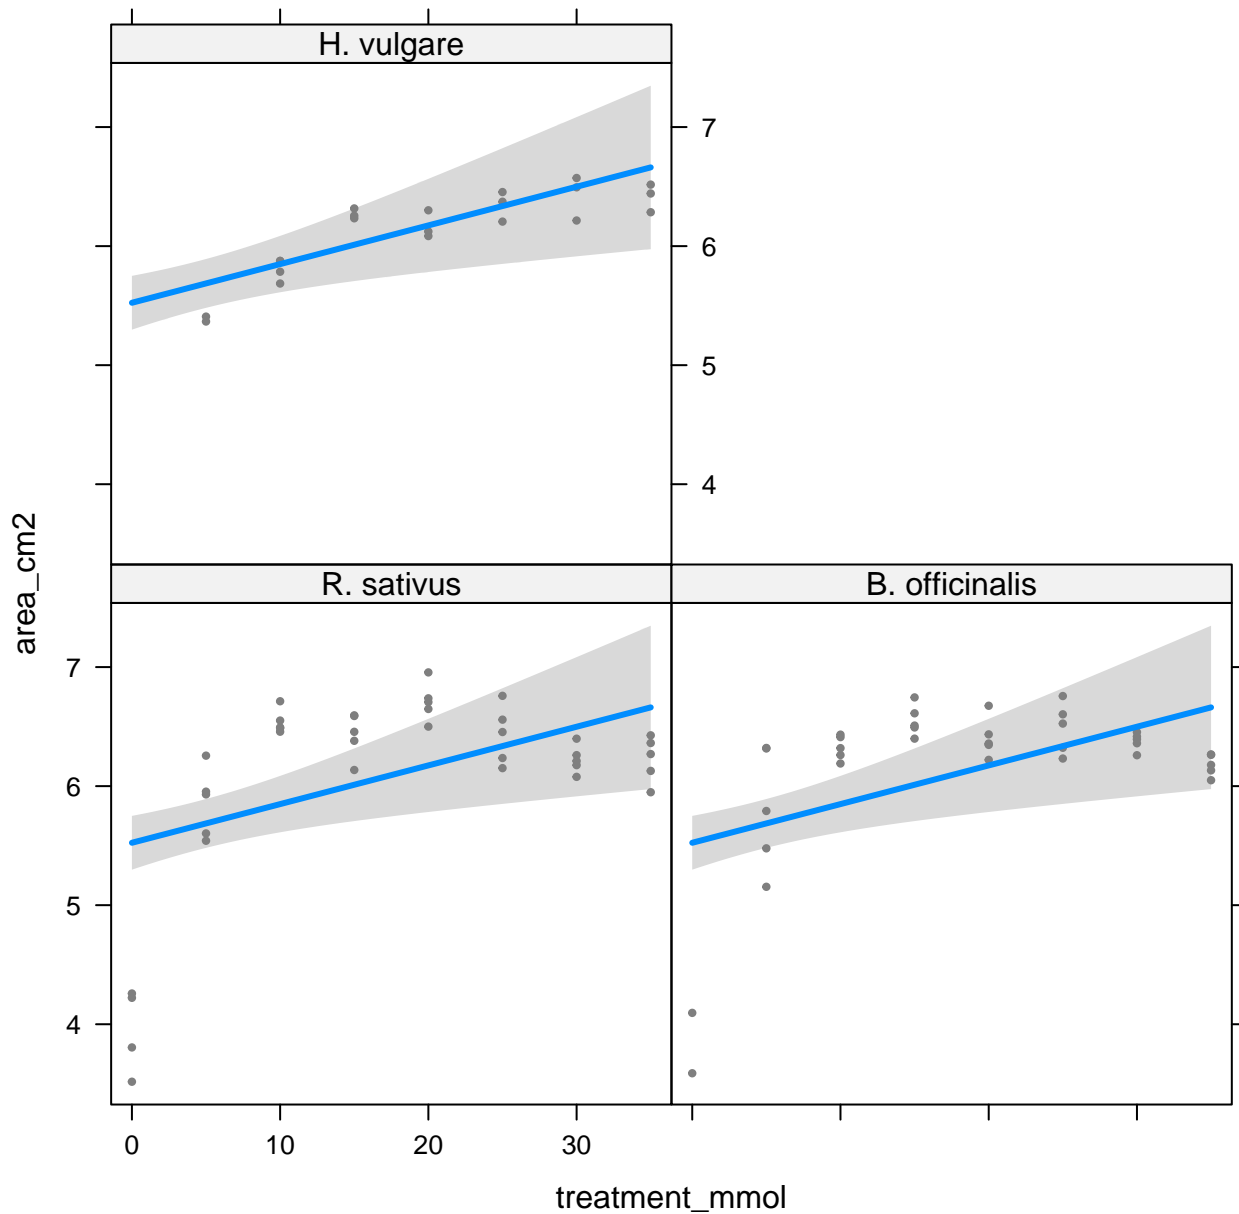 H. vulgare
7
6
5
4
area_cm2
R. sativus
B. officinalis
7
6
5
4
0 10 20 30
treatment_mmol